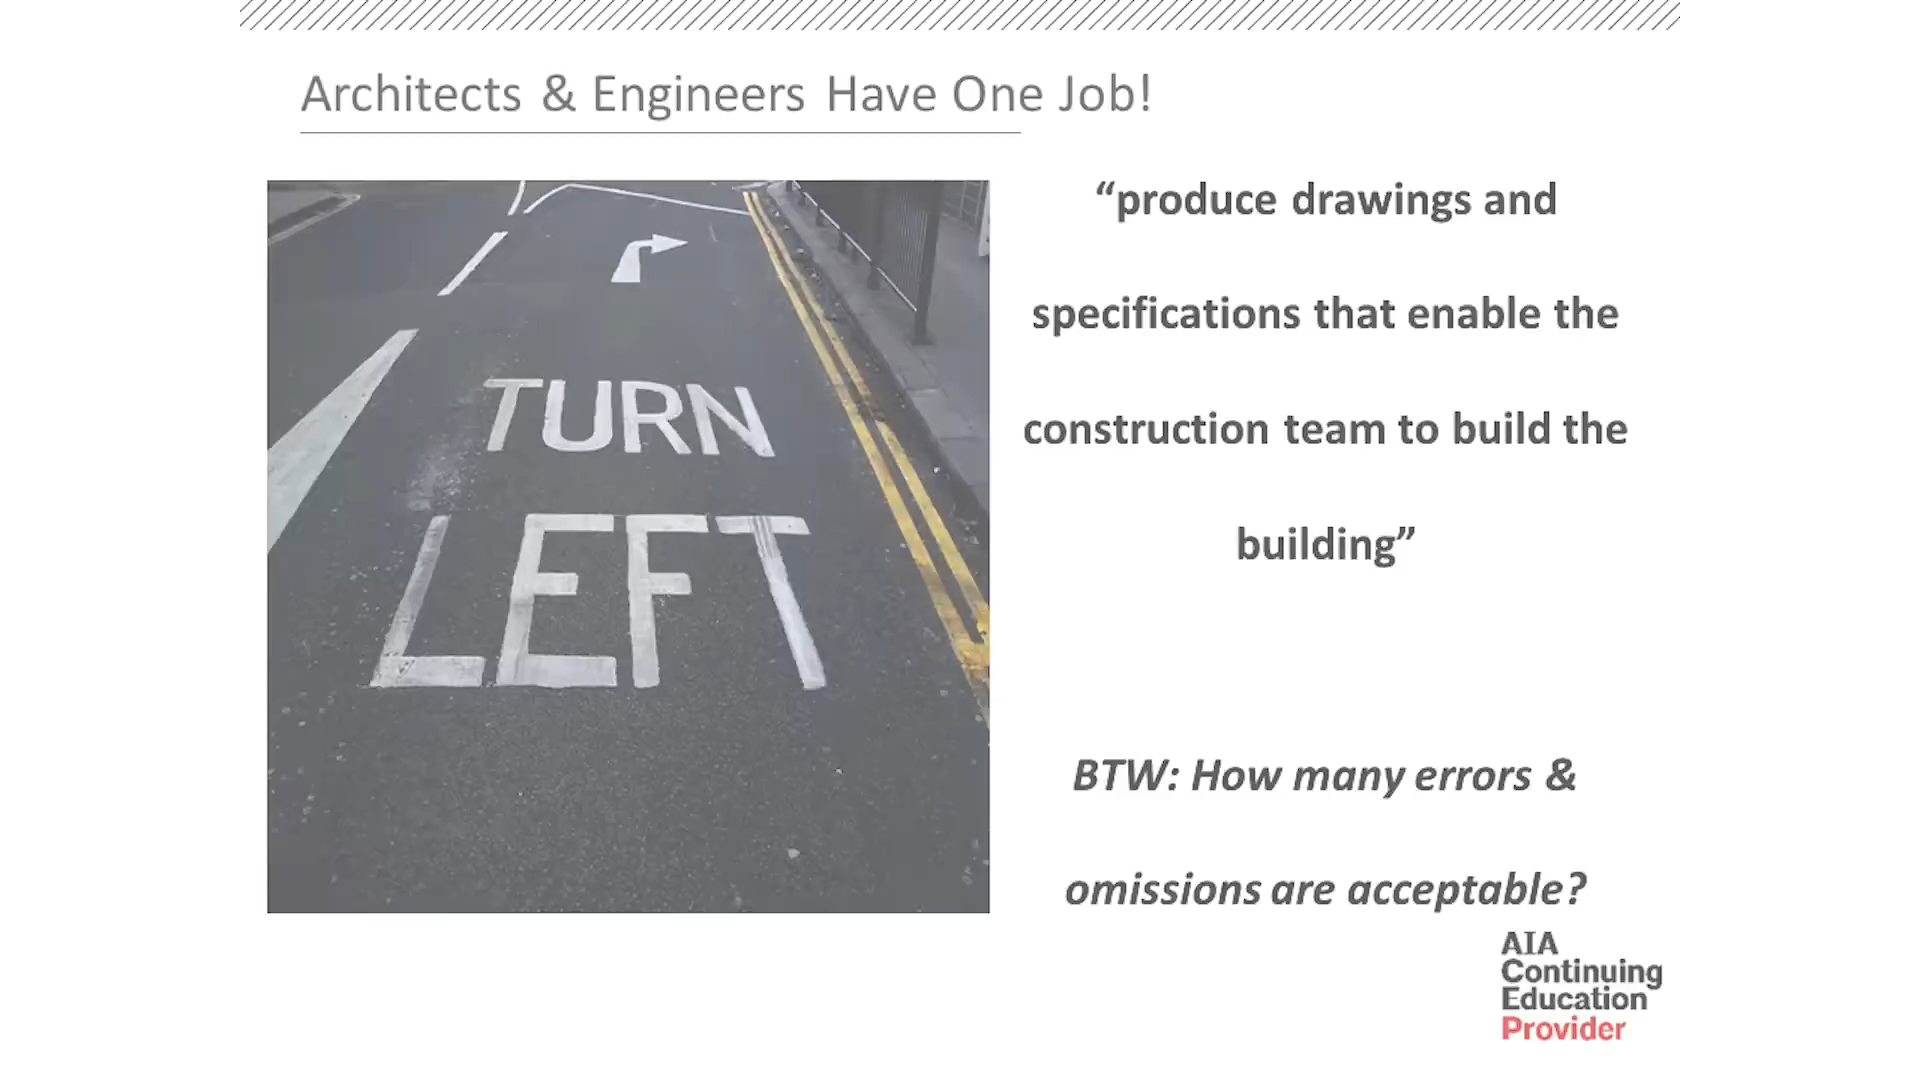 Architects & Engineers Have One Job!
TURN
LEFT
“produce drawings and
specifications that enable the
construction team to build the
building”
BTW: How many errors &
omissions are acceptable?
AIA
Continuing
Education
Provider